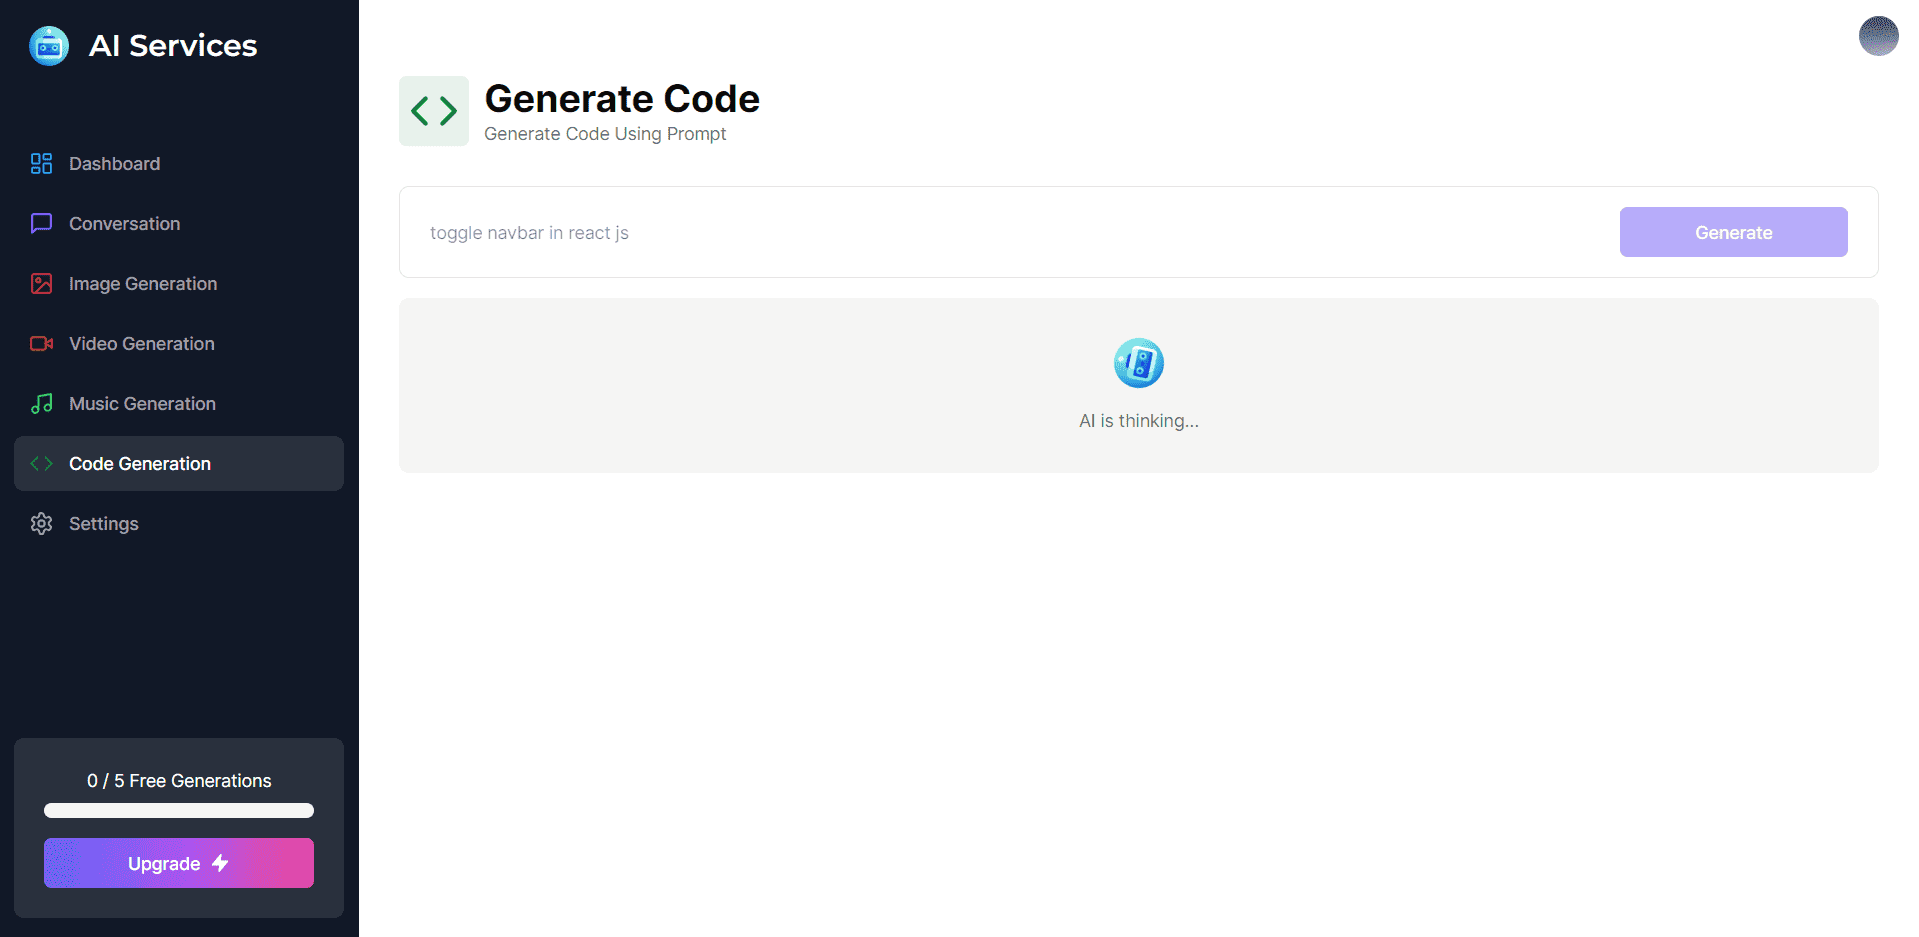 AI Services
Dashboard
Conversation
Image Generation
Video Generation
Music Generation
Code Generation
Settings
0 / 5 Free Generations
Upgrade
Generate Code
Generate Code Using Prompt
toggle navbar in react js
Generate
AI is thinking...